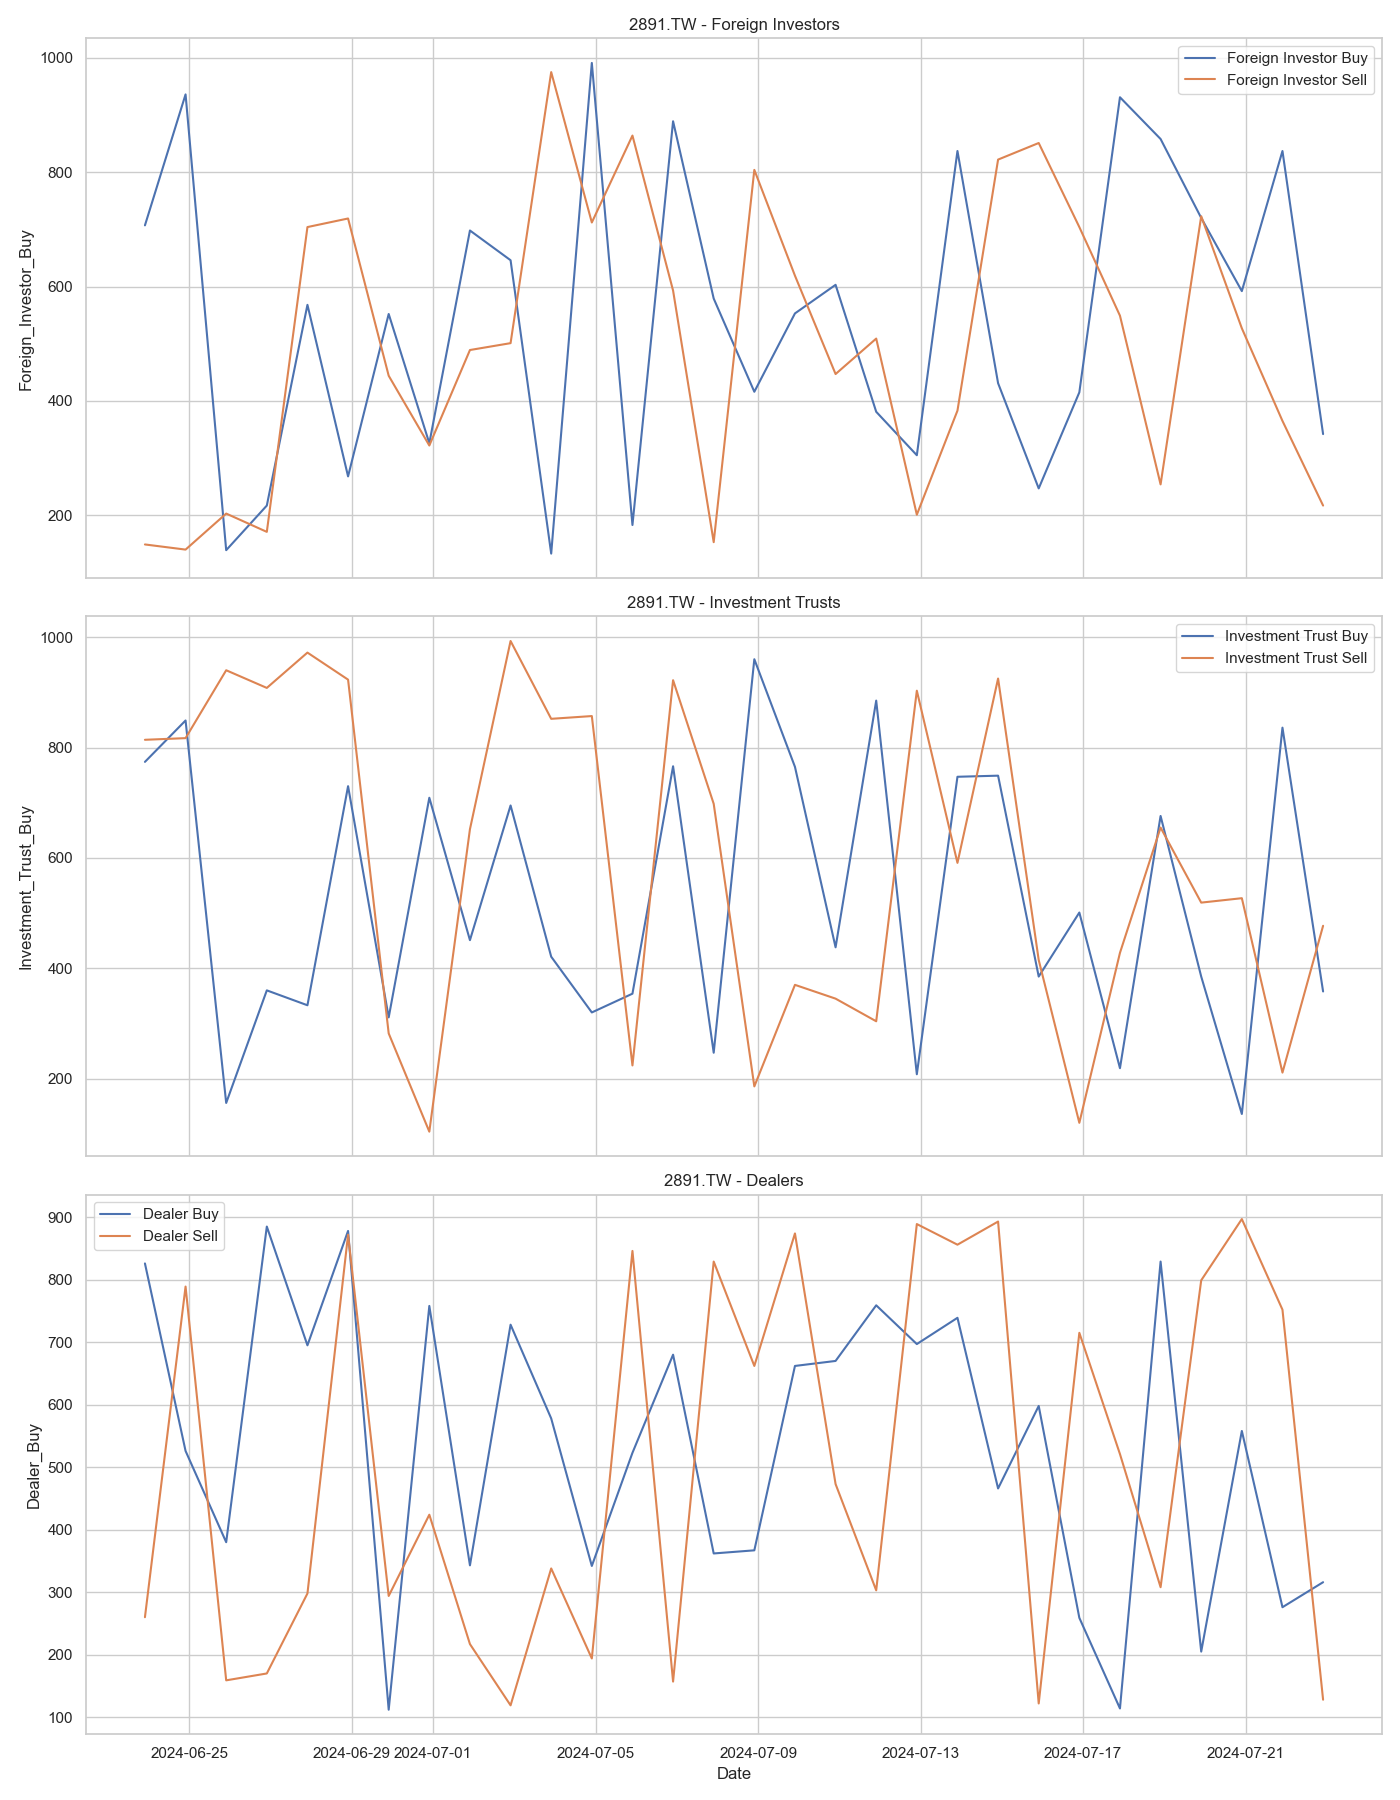 2891.TW - Foreign Investors
Foreign_Investor_Buy
1000
800
600
400
200
Foreign Investor Buy
Foreign Investor Sell
2891.TW - Investment Trusts
Investment_Trust_Buy
1000
800
600
400
200
Investment Trust Buy
Investment Trust Sell
2891.TW - Dealers
Dealer_Buy
900
800
700
600
500
400
300
200
100
Dealer Buy
Dealer Sell
2024-06-25 2024-06-29 2024-07-01 2024-07-05 2024-07-09 2024-07-13 2024-07-17 2024-07-21
Date